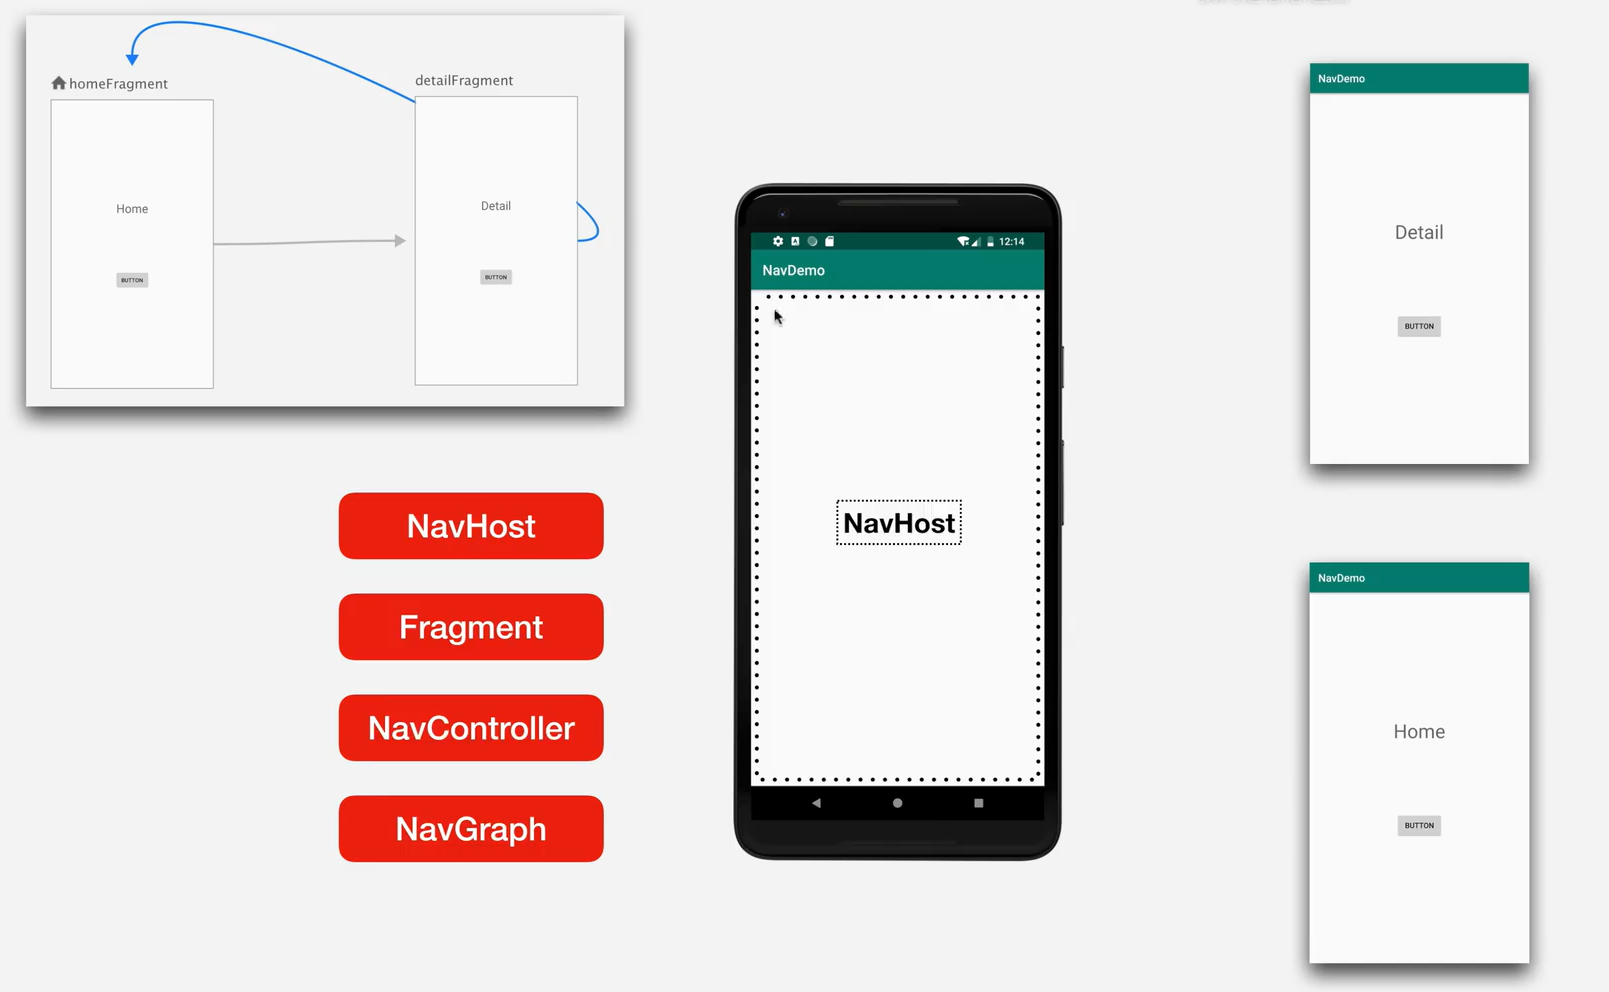 homeFragment
Home
BUTTON
detailFragment
Detail
BUTTON
NavHost
Fragment
NavController
NavGraph
12:14
NavDemo
NavHost
NavDemo
Detail
BUTTON
NavDemo
Home
BUTTON